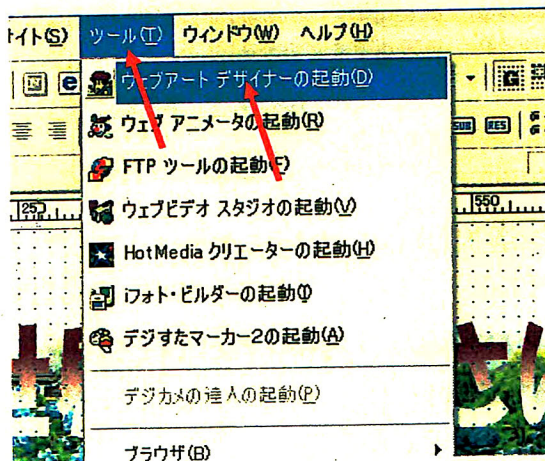 サイト(S) ツール(T) ウィンドウ(W) ヘルプ(H)
ウェブアート デザイナーの起動(D)
ウェブ アニメータの起動(R)
FTP ツールの起動(F)
ウェブビデオ スタジオの起動(V)
HotMedia クリエーターの起動(H)
iフォト・ビルダーの起動(I)
デジすたマーカー2の起動(A)
デジカメの達人の起動(P)
ブラウザ(B)
250
550